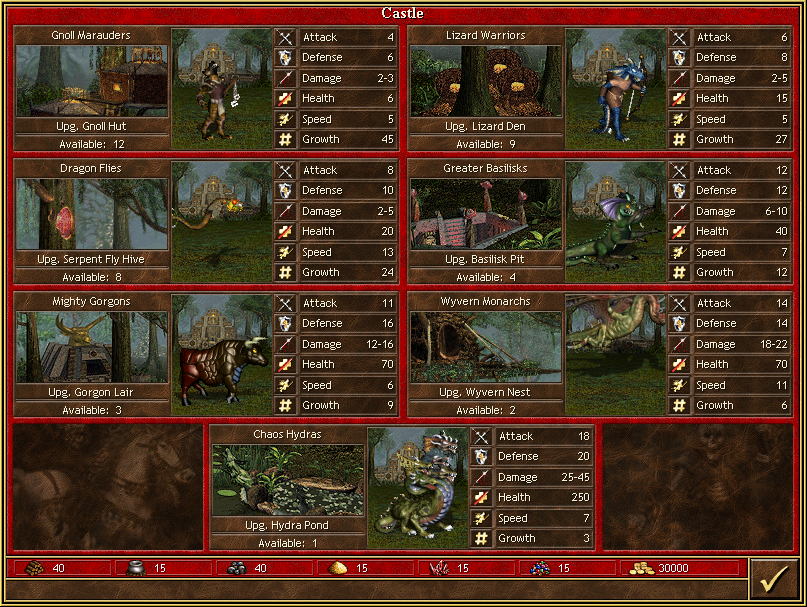 Castle
Gnoll Marauders
Upg. Gnoll Hut
Available: 12
Attack 4
Defense 6
Damage 2-3
Health 6
Speed 5
Growth 45
Lizard Warriors
Upg. Lizard Den
Available: 9
Attack 6
Defense 8
Damage 2-5
Health 15
Speed 5
Growth 27
Dragon Flies
Upg. Serpent Fly Hive
Available: 8
Attack 8
Defense 10
Damage 2-5
Health 20
Speed 13
Growth 24
Greater Basilisks
Upg. Basilisk Pit
Available: 4
Attack 12
Defense 12
Damage 6-10
Health 40
Speed 7
Growth 12
Mighty Gorgons
Upg. Gorgon Lair
Available: 3
Attack 11
Defense 16
Damage 12-16
Health 70
Speed 6
Growth 9
Wyvern Monarchs
Upg. Wyvern Nest
Available: 2
Attack 14
Defense 14
Damage 18-22
Health 70
Speed 11
Growth 6
Chaos Hydras
Upg. Hydra Pond
Available: 1
Attack 18
Defense 20
Damage 25-45
Health 250
Speed 7
Growth 3
40 15 40 15 15 15 30000